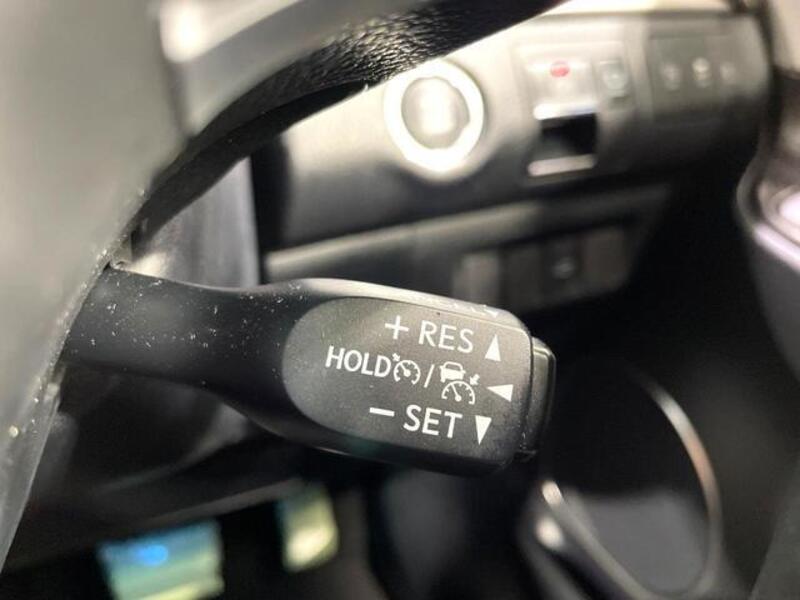 + RES ▲
HOLD / ◀
- SET ▼